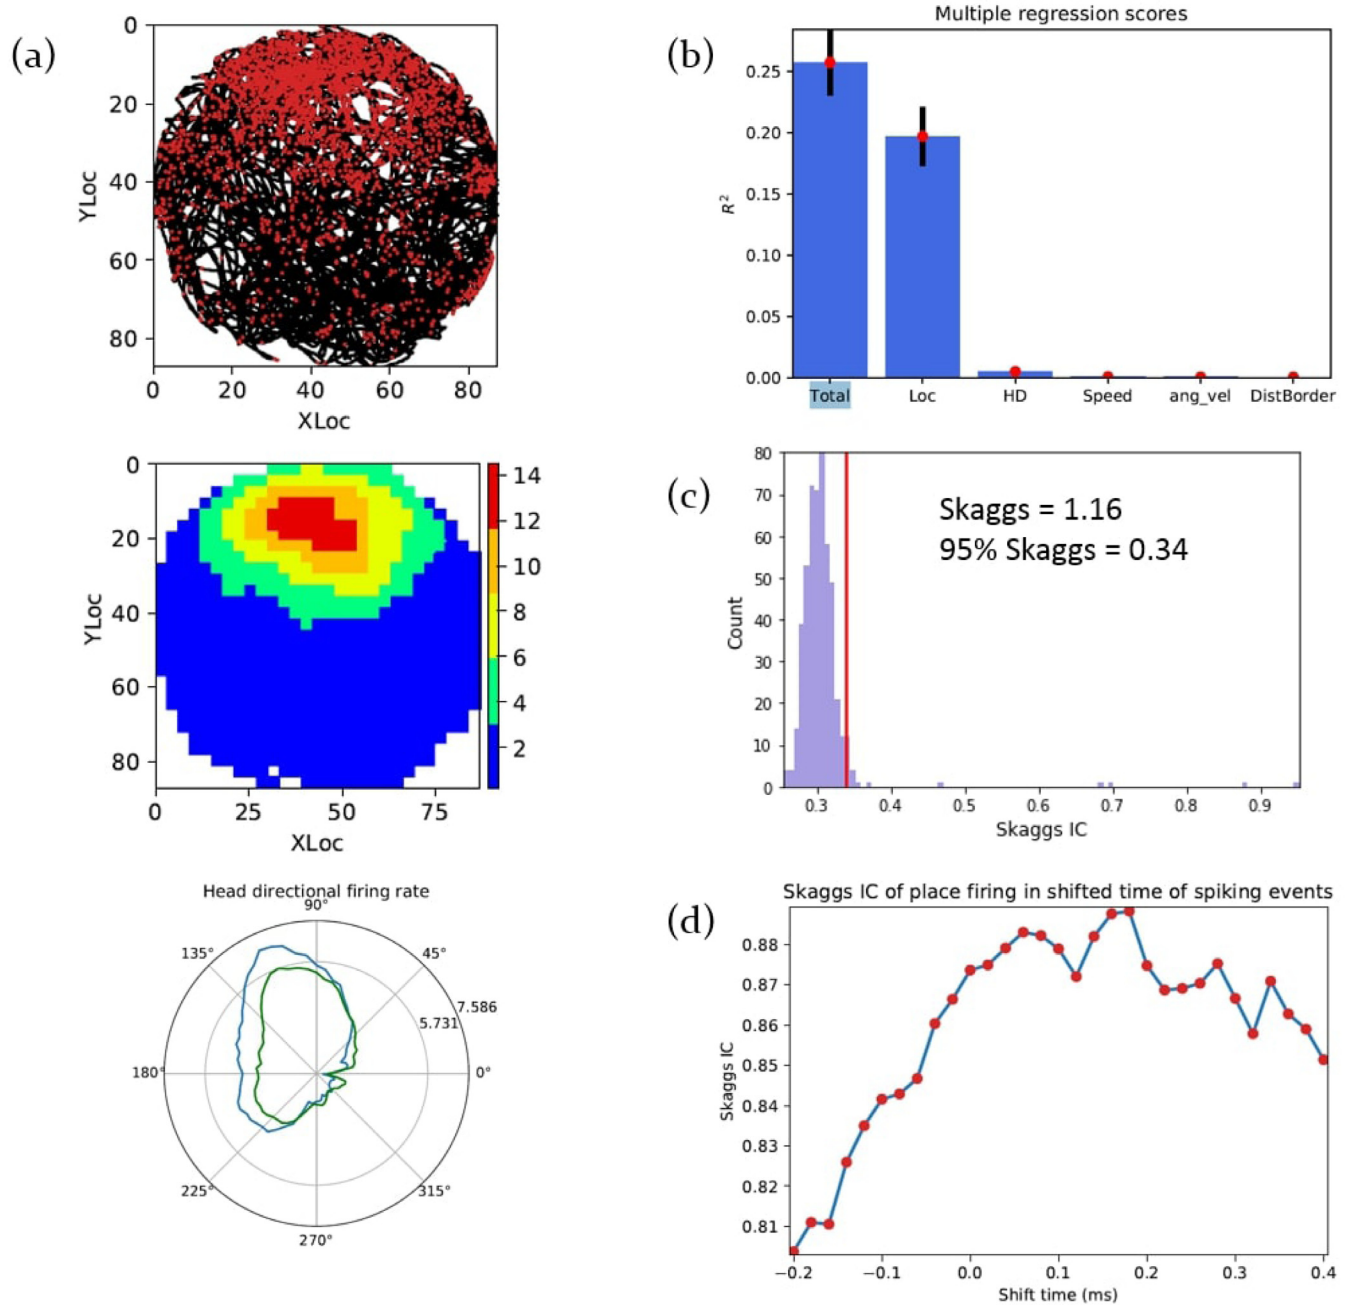 (a)
0
20
40
60
80
YLoc
0 20 40 60 80
XLoc
0
20
40
60
80
YLoc
0 25 50 75
XLoc
14
12
10
8
6
4
2
Head directional firing rate
90°
135° 45°
7.586
5.731
180° 0°
225° 315°
270°
(b)
Multiple regression scores
0.25
0.20
0.15
0.10
0.05
0.00
R²
Total Loc HD Speed ang_vel DistBorder
(c)
80
70
60
50
40
30
20
10
0
Count
Skaggs = 1.16
95% Skaggs = 0.34
0.3 0.4 0.5 0.6 0.7 0.8 0.9
Skaggs IC
(d)
Skaggs IC of place firing in shifted time of spiking events
0.88
0.87
0.86
0.85
0.84
0.83
0.82
0.81
Skaggs IC
−0.2 −0.1 0.0 0.1 0.2 0.3 0.4
Shift time (ms)